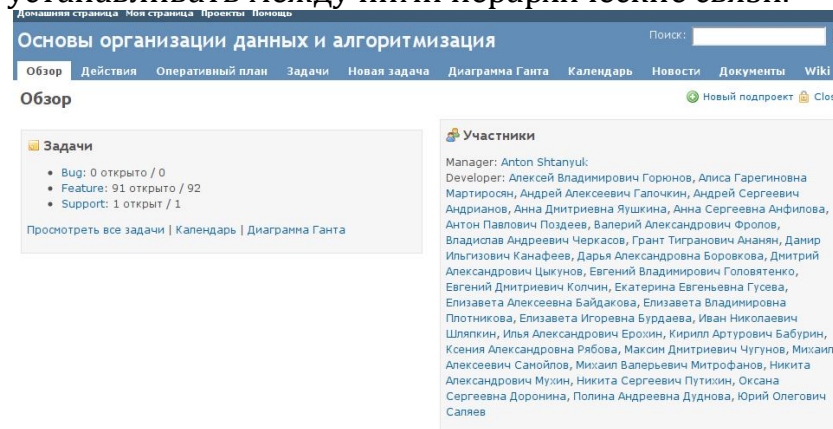 устанавливать между ними иерархические связи.
Домашняя страница Моя страница Проекты Помощь
Основы организации данных и алгоритмизация
Поиск:
Обзор Действия Оперативный план Задачи Новая задача Диаграмма Ганта Календарь Новости Документы Wiki
Обзор
Новый подпроект Clos
Задачи
Bug: 0 открыто / 0
Feature: 91 открыто / 92
Support: 1 открыт / 1
Просмотреть все задачи | Календарь | Диаграмма Ганта
Участники
Manager: Anton Shtanyuk
Developer: Алексей Владимирович Горюнов, Алиса Гарегиновна
Мартиросян, Андрей Алексеевич Галочкин, Андрей Сергеевич
Андрианов, Анна Дмитриевна Яушкина, Анна Сергеевна Анфилова,
Антон Павлович Поздеев, Валерий Александрович Фролов,
Владислав Андреевич Черкасов, Грант Тигранович Ананян, Дамир
Ильгизович Канафеев, Дарья Александровна Боровкова, Дмитрий
Александрович Цыкунов, Евгений Владимирович Головятенко,
Евгений Дмитриевич Колчин, Екатерина Евгеньевна Гусева,
Елизавета Алексеевна Байдакова, Елизавета Владимировна
Плотникова, Елизавета Игоревна Бурдаева, Иван Николаевич
Шляпкин, Илья Александрович Ерохин, Кирилл Артурович Бабурин,
Ксения Александровна Рябова, Максим Дмитриевич Чугунов, Михаил
Алексеевич Самойлов, Михаил Валерьевич Митрофанов, Никита
Александрович Мухин, Никита Сергеевич Путихин, Оксана
Сергеевна Доронина, Полина Андреевна Дуднова, Юрий Олегович
Саляев